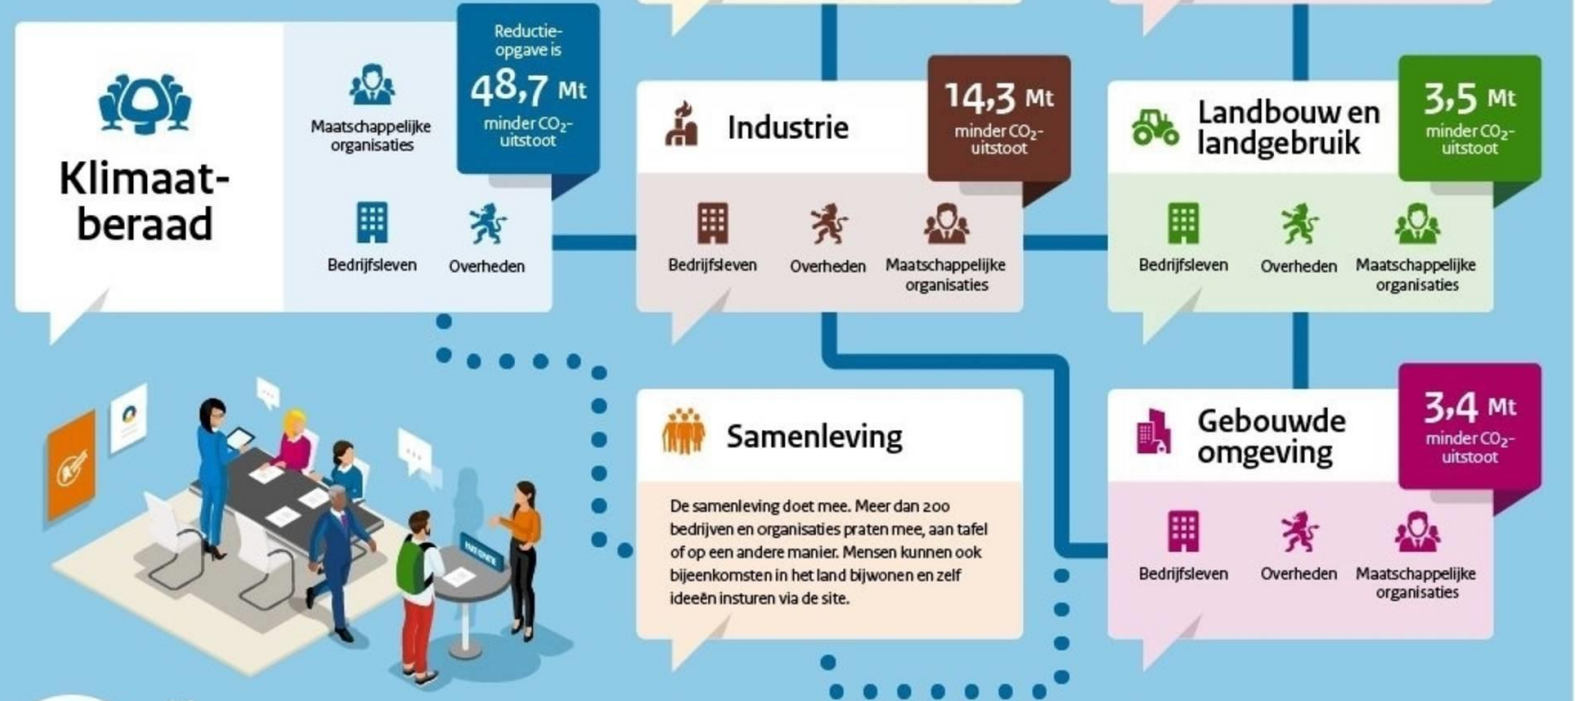 Klimaat-
beraad
Maatschappelijke
organisaties
Bedrijfsleven
Overheden
Reductie-
opgave is
48,7 Mt
minder CO₂-
uitstoot
Industrie
14,3 Mt
minder CO₂-
uitstoot
Bedrijfsleven
Overheden
Maatschappelijke
organisaties
Landbouw en
landgebruik
3,5 Mt
minder CO₂-
uitstoot
Bedrijfsleven
Overheden
Maatschappelijke
organisaties
Samenleving
De samenleving doet mee. Meer dan 200
bedrijven en organisaties praten mee, aan tafel
of op een andere manier. Mensen kunnen ook
bijeenkomsten in het land bijwonen en zelf
ideeën insturen via de site.
Gebouwde
omgeving
3,4 Mt
minder CO₂-
uitstoot
Bedrijfsleven
Overheden
Maatschappelijke
organisaties